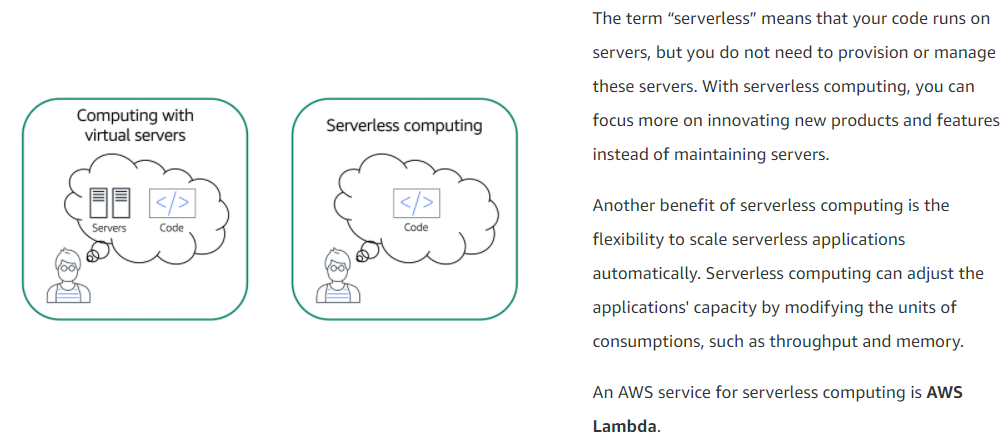 Computing with
virtual servers
Servers
Code
Serverless computing
Code
The term “serverless” means that your code runs on
servers, but you do not need to provision or manage
these servers. With serverless computing, you can
focus more on innovating new products and features
instead of maintaining servers.
Another benefit of serverless computing is the
flexibility to scale serverless applications
automatically. Serverless computing can adjust the
applications' capacity by modifying the units of
consumptions, such as throughput and memory.
An AWS service for serverless computing is AWS
Lambda.